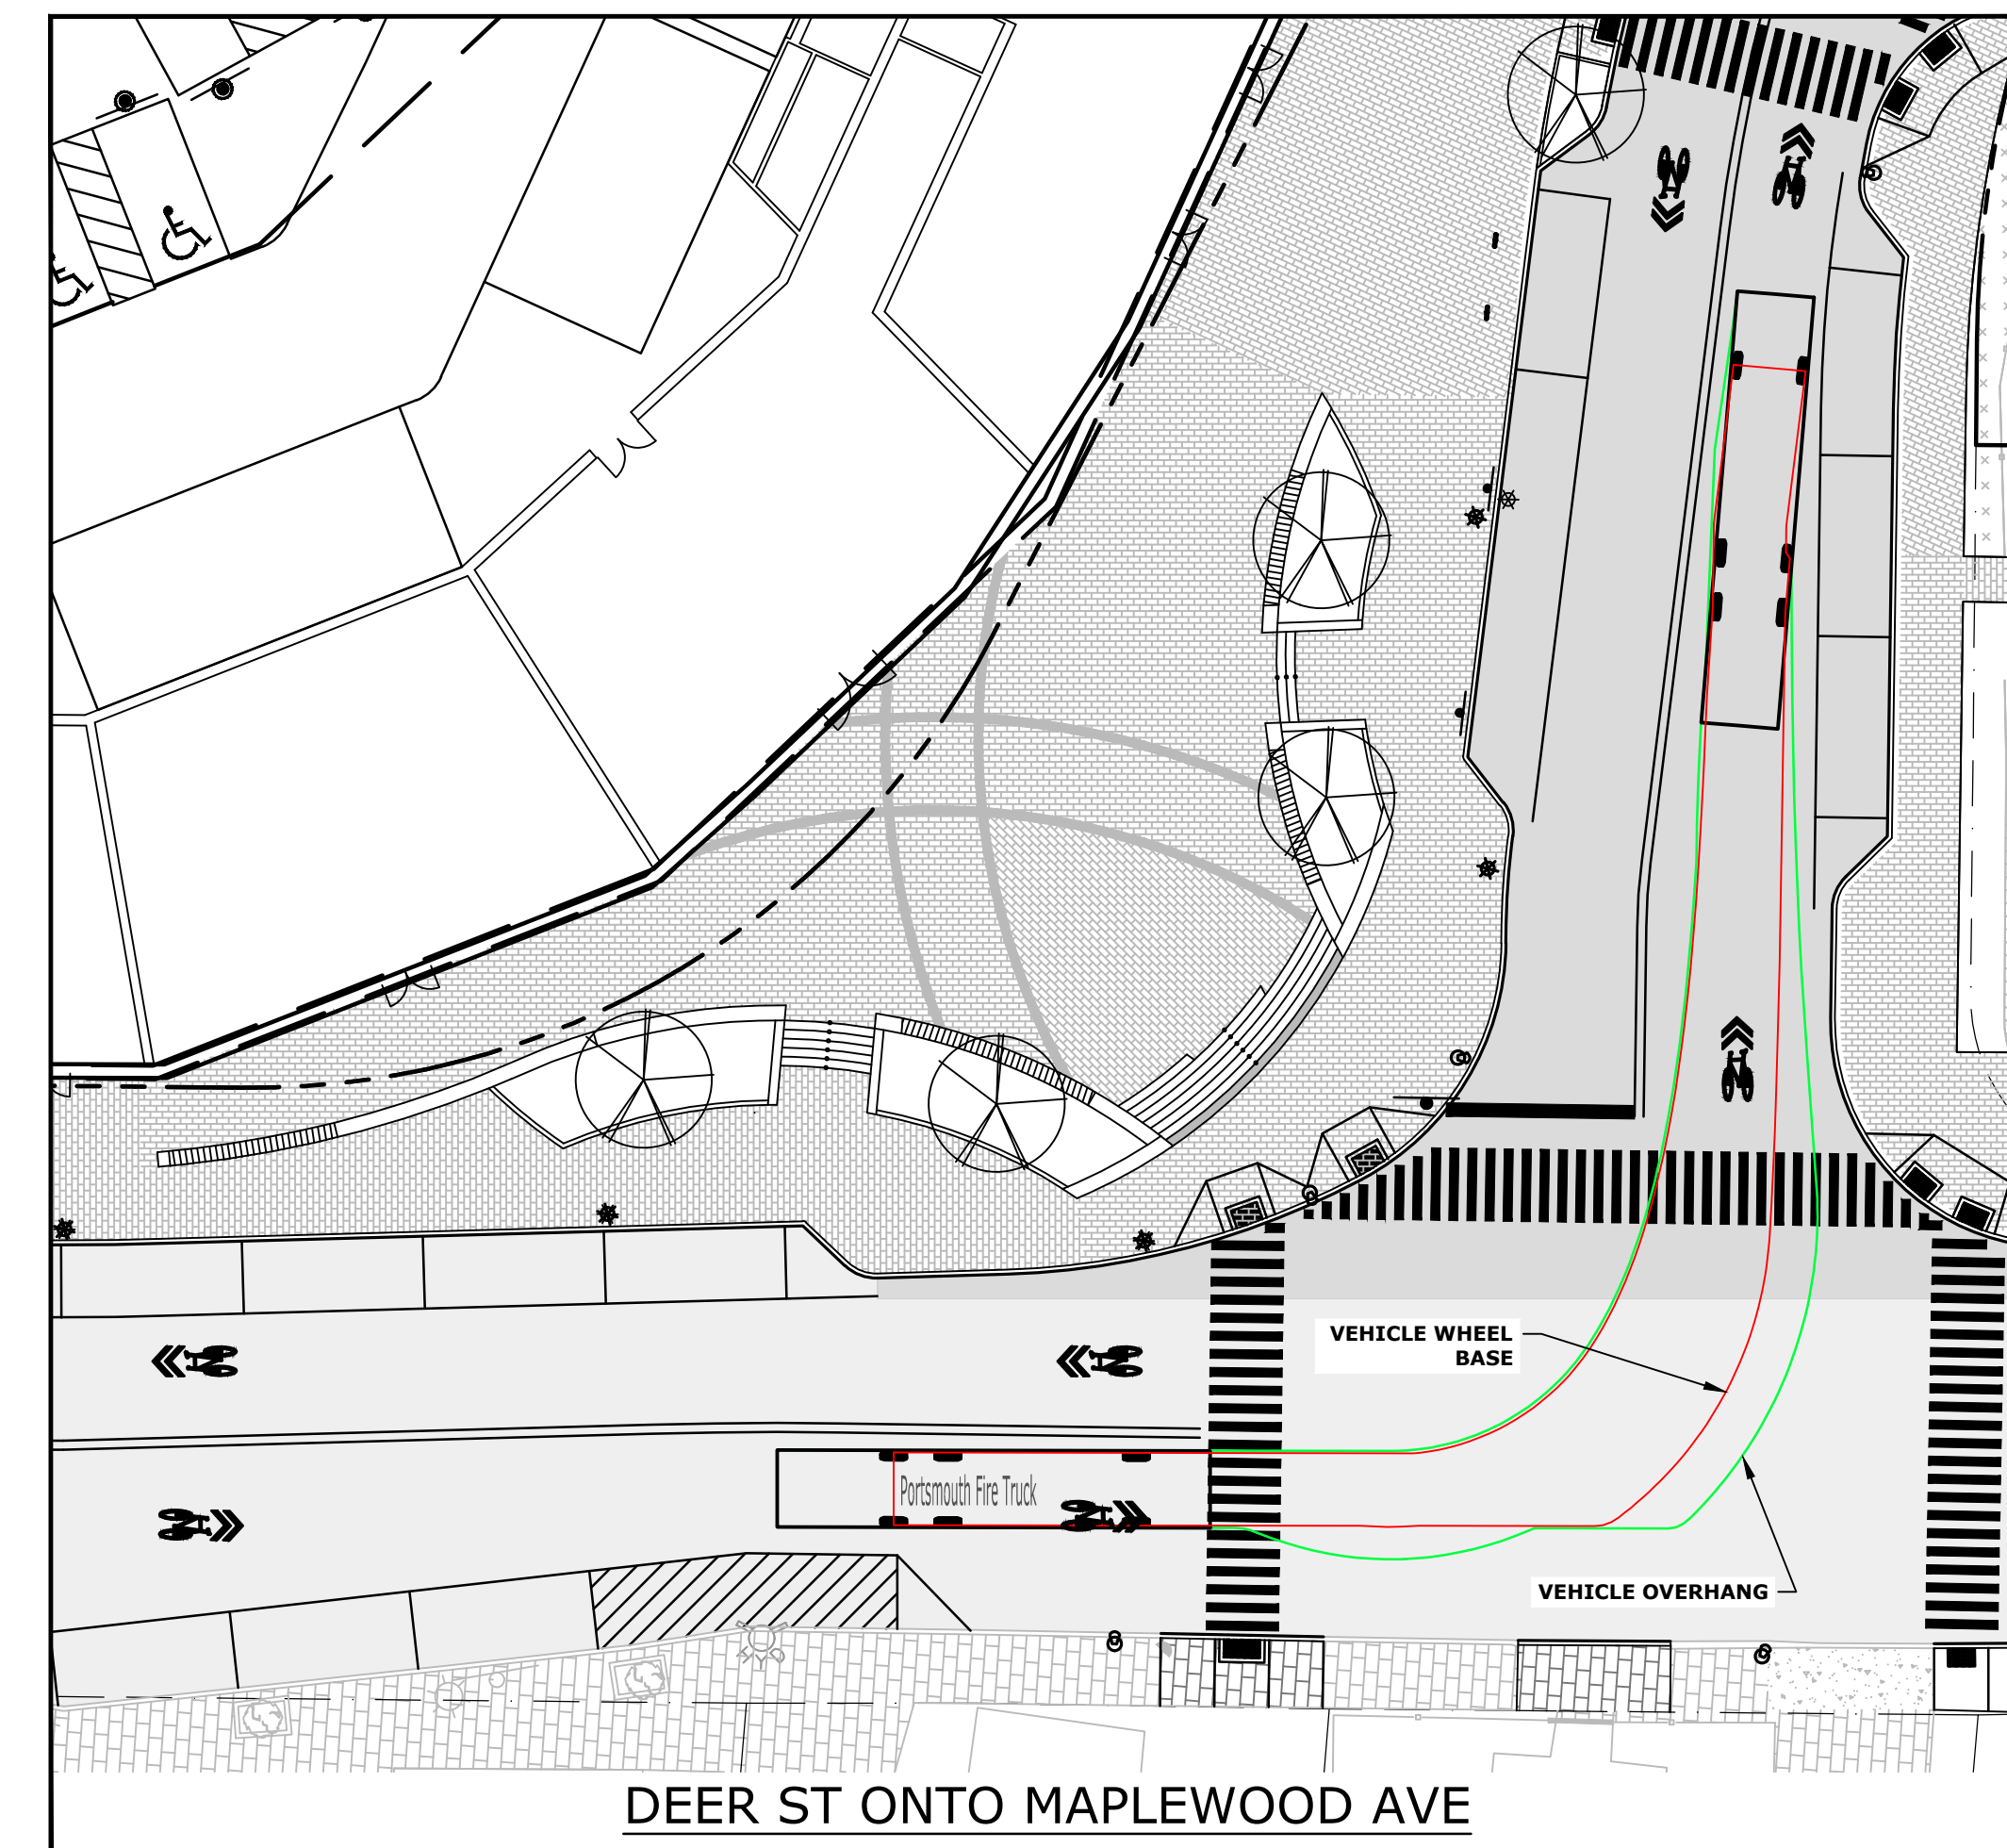 VEHICLE WHEEL
BASE
Portsmouth Fire Truck
VEHICLE OVERHANG
DEER ST ONTO MAPLEWOOD AVE